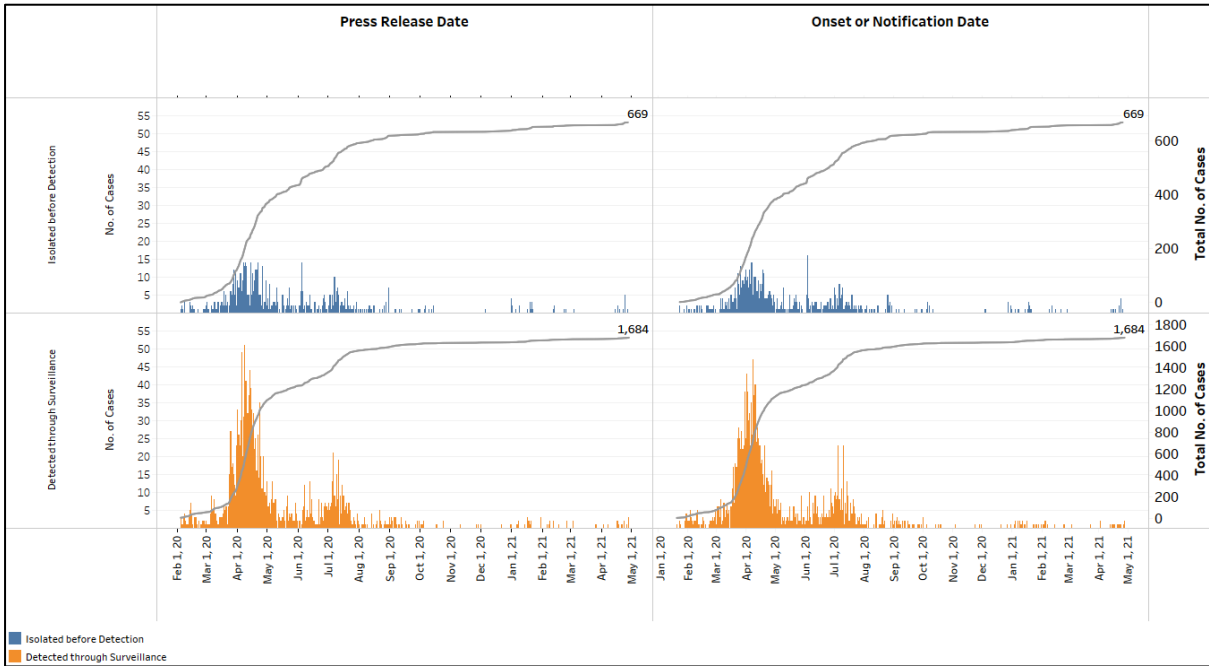 Press Release Date
Onset or Notification Date
Isolated before Detection
No. of Cases
55
50
45
40
35
30
25
20
15
10
5
669
669
600
400
200
0
Total No. of Cases
Detected through Surveillance
No. of Cases
55
50
45
40
35
30
25
20
15
10
5
1,684
1,684
1800
1600
1400
1200
1000
800
600
400
200
0
Total No. of Cases
Feb 1, 20
Mar 1, 20
Apr 1, 20
May 1, 20
Jun 1, 20
Jul 1, 20
Aug 1, 20
Sep 1, 20
Oct 1, 20
Nov 1, 20
Dec 1, 20
Jan 1, 21
Feb 1, 21
Mar 1, 21
Apr 1, 21
May 1, 21
Jan 1, 20
Feb 1, 20
Mar 1, 20
Apr 1, 20
May 1, 20
Jun 1, 20
Jul 1, 20
Aug 1, 20
Sep 1, 20
Oct 1, 20
Nov 1, 20
Dec 1, 20
Jan 1, 21
Feb 1, 21
Mar 1, 21
Apr 1, 21
May 1, 21
Isolated before Detection
Detected through Surveillance